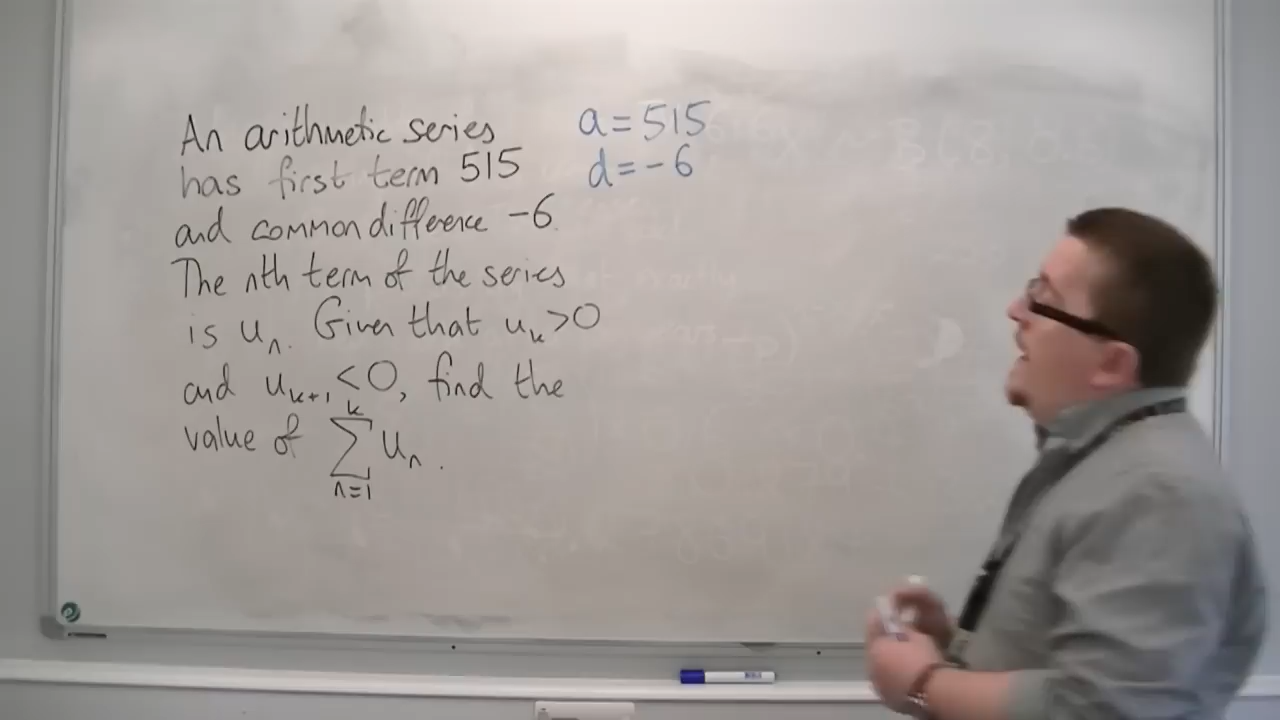 An arithmetic series
has first term 515
and common difference -6.
The nth term of the series
is uₙ. Given that uₖ>0
and uₖ₊₁<0, find the
value of ∑ₙ₌₁ᵏ uₙ.
a=515
d=-6